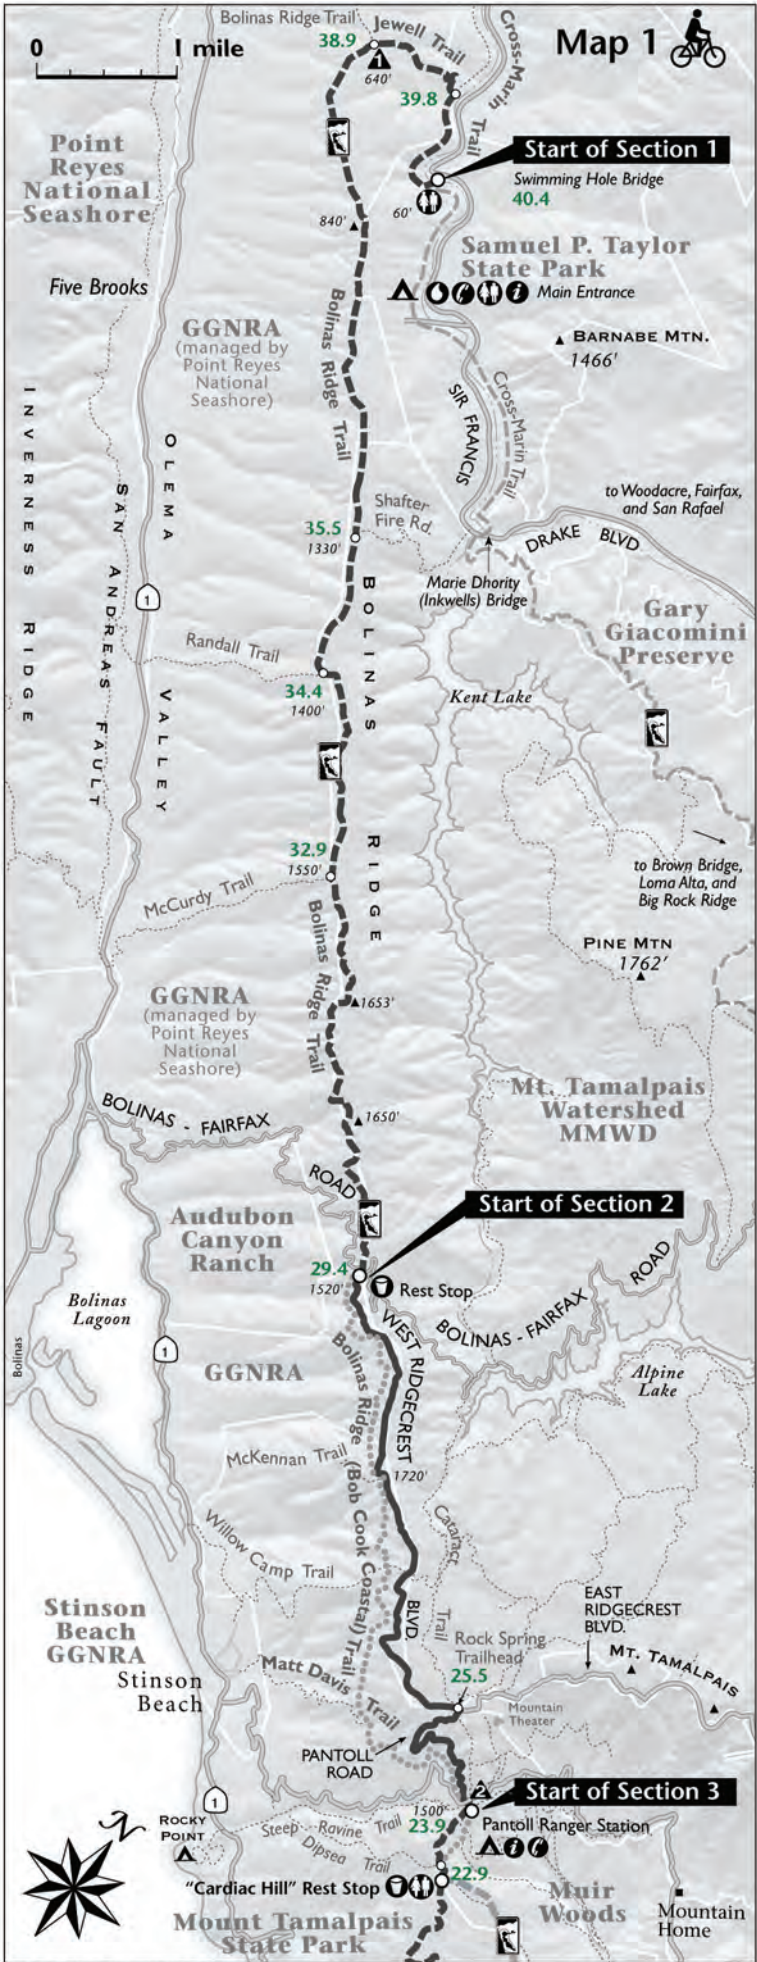 Bolinas Ridge Trail
Jewell Trail
Cross-Marin Trail
Map 1
0 1 mile
38.9
1
640'
39.8
Start of Section 1
Swimming Hole Bridge
40.4
60'
Point
Reyes
National
Seashore
840'
Samuel P. Taylor
State Park
Main Entrance
Five Brooks
GGNRA
(managed by
Point Reyes
National
Seashore)
Bolinas Ridge Trail
BARNABE MTN.
1466'
SIR FRANCIS
Cross-Marin Trail
INVERNESS RIDGE
OLEMA
SAN ANDREAS FAULT
to Woodacre, Fairfax,
and San Rafael
Shafter
Fire Rd.
35.5
1330'
DRAKE BLVD
Marie Dhority
(Inkwells) Bridge
1
BOLINAS
Gary
Giacomini
Preserve
Randall Trail
34.4
1400'
VALLEY
Kent Lake
32.9
1550'
RIDGE
McCurdy Trail
to Brown Bridge,
Loma Alta, and
Big Rock Ridge
Bolinas Ridge Trail
PINE MTN
1762'
GGNRA
(managed by
Point Reyes
National
Seashore)
1653'
Mt. Tamalpais
Watershed
MMWD
BOLINAS - FAIRFAX
1650'
ROAD
Start of Section 2
Audubon
Canyon
Ranch
29.4
1520'
Rest Stop
ROAD
Bolinas
Lagoon
BOLINAS - FAIRFAX
WEST RIDGECREST
Bolinas
1
GGNRA
Bolinas Ridge (Bob Cook Coastal) Trail
Alpine
Lake
McKennan Trail
1720'
Cataract
Trail
Willow Camp Trail
BLVD.
EAST
RIDGECREST
BLVD.
Stinson
Beach
GGNRA
Stinson
Beach
Rock Spring
Trailhead
25.5
MT. TAMALPAIS
Matt Davis Trail
Mountain
Theater
PANTOLL
ROAD
2
Start of Section 3
1
N
ROCKY
POINT
1500'
Steep Ravine Trail
23.9
Pantoll Ranger Station
Dipsea Trail
22.9
"Cardiac Hill" Rest Stop
Muir
Woods
Mountain
Home
Mount Tamalpais
State Park